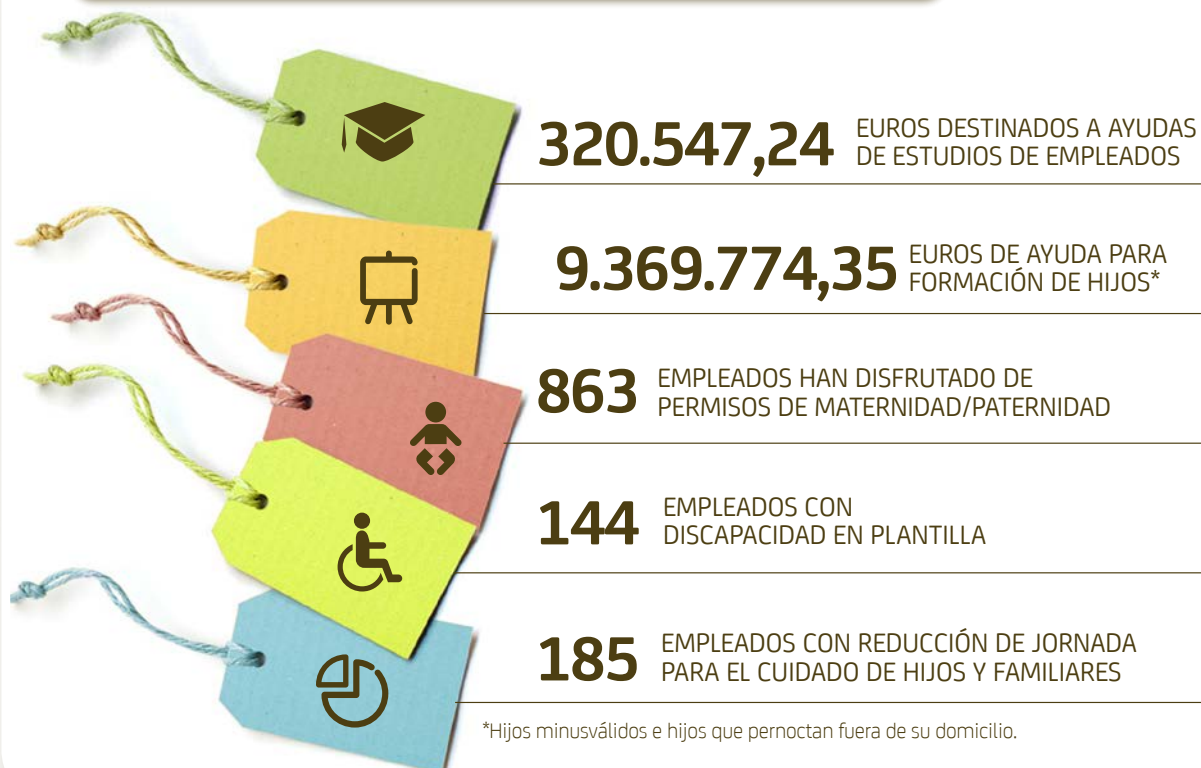 320.547,24 EUROS DESTINADOS A AYUDAS
DE ESTUDIOS DE EMPLEADOS
9.369.774,35 EUROS DE AYUDA PARA
FORMACIÓN DE HIJOS*
863 EMPLEADOS HAN DISFRUTADO DE
PERMISOS DE MATERNIDAD/PATERNIDAD
144 EMPLEADOS CON
DISCAPACIDAD EN PLANTILLA
185 EMPLEADOS CON REDUCCIÓN DE JORNADA
PARA EL CUIDADO DE HIJOS Y FAMILIARES
*Hijos minusválidos e hijos que pernoctan fuera de su domicilio.